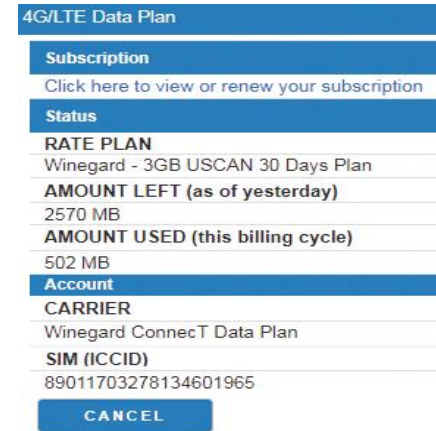 4G/LTE Data Plan
Subscription
Click here to view or renew your subscription
Status
RATE PLAN
Winegard - 3GB USCAN 30 Days Plan
AMOUNT LEFT (as of yesterday)
2570 MB
AMOUNT USED (this billing cycle)
502 MB
Account
CARRIER
Winegard ConnecT Data Plan
SIM (ICCID)
89011703278134601965
CANCEL